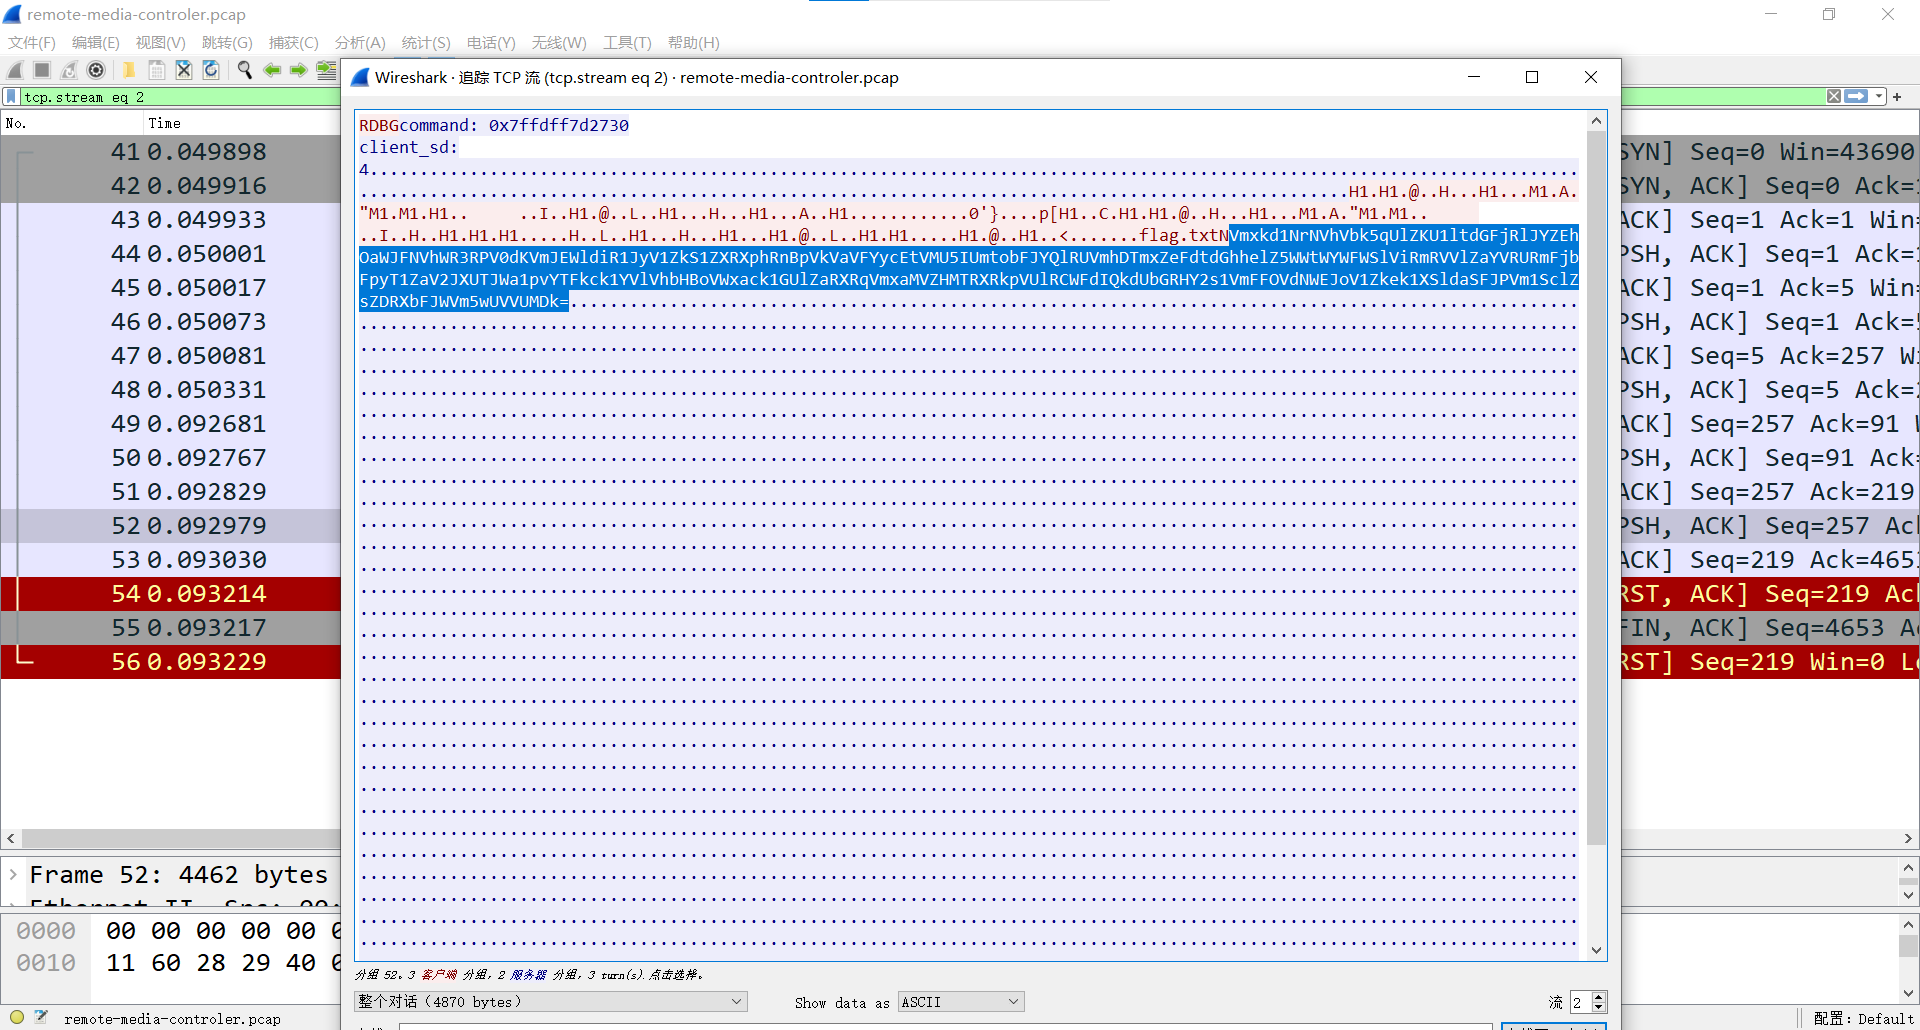 remote-media-controler.pcap
文件(F) 编辑(E) 视图(V) 跳转(G) 捕获(C) 分析(A) 统计(S) 电话(Y) 无线(W) 工具(T) 帮助(H)
Wireshark · 追踪 TCP 流 (tcp.stream eq 2) · remote-media-controler.pcap
tcp.stream eq 2
No. Time
41 0.049898 SYN] Seq=0 Win=43690
42 0.049916 SYN, ACK] Seq=0 Ack=
43 0.049933 ACK] Seq=1 Ack=1 Win=
44 0.050001 PSH, ACK] Seq=1 Ack=
45 0.050017 ACK] Seq=1 Ack=5 Win=
46 0.050073 PSH, ACK] Seq=1 Ack=
47 0.050081 ACK] Seq=5 Ack=257 Wi
48 0.050331 PSH, ACK] Seq=5 Ack=
49 0.092681 ACK] Seq=257 Ack=91
50 0.092767 PSH, ACK] Seq=91 Ack=
51 0.092829 ACK] Seq=257 Ack=219
52 0.092979 PSH, ACK] Seq=257 Ac
53 0.093030 ACK] Seq=219 Ack=465
54 0.093214 RST, ACK] Seq=219 Ac
55 0.093217 FIN, ACK] Seq=4653 A
56 0.093229 RST] Seq=219 Win=0 L
RDBGcommand: 0x7ffdff7d2730
client_sd:
4
H1.H1.@..H...H1...M1.A.
"M1.M1.H1.. ..I..H1.@..L..H1...H...H1...A..H1............0'}....p[H1..C.H1.H1.@..H...H1...M1.A."M1.M1..
..I..H..H1.H1.H1.....H..L..H1...H...H1...H1.@..L..H1.H1.....H1.@..H1..<.......flag.txtNVmxkd1NrNVhVbk5qUlZKU1ltdGFjRlJYZEh
OaWJFNVhWR3RPV0dKVmJEWldiR1JyV1ZkS1ZXRXphRnBpVkVaVFYycEtVMU5IUmtobFJYQlRUVmhDTmxZeFdtdGhhelZ5WWtWYWFWSlViRmRVVlZaYVRURmFjb
FpyT1ZaV2JXUTJWa1pvYTFkck1YVlVhbHBoVWxack1GUlZaRXRqVmxaMVZHMTRXRkpVUlRCWFdIQkdUbGRHY2s1VmFFOVdNWEJoV1Zkek1XSldaSFJPVm1SclZ
sZDRXbFJWVm5wUVVUMDk=
Frame 52: 4462 bytes
0000 00 00 00 00 00
0010 11 60 28 29 40
分组 52。3 客户端 分组，2 服务器 分组，3 turn(s).点击选择。
整个对话（4870 bytes） Show data as ASCII 流 2
remote-media-controler.pcap 配置：Default